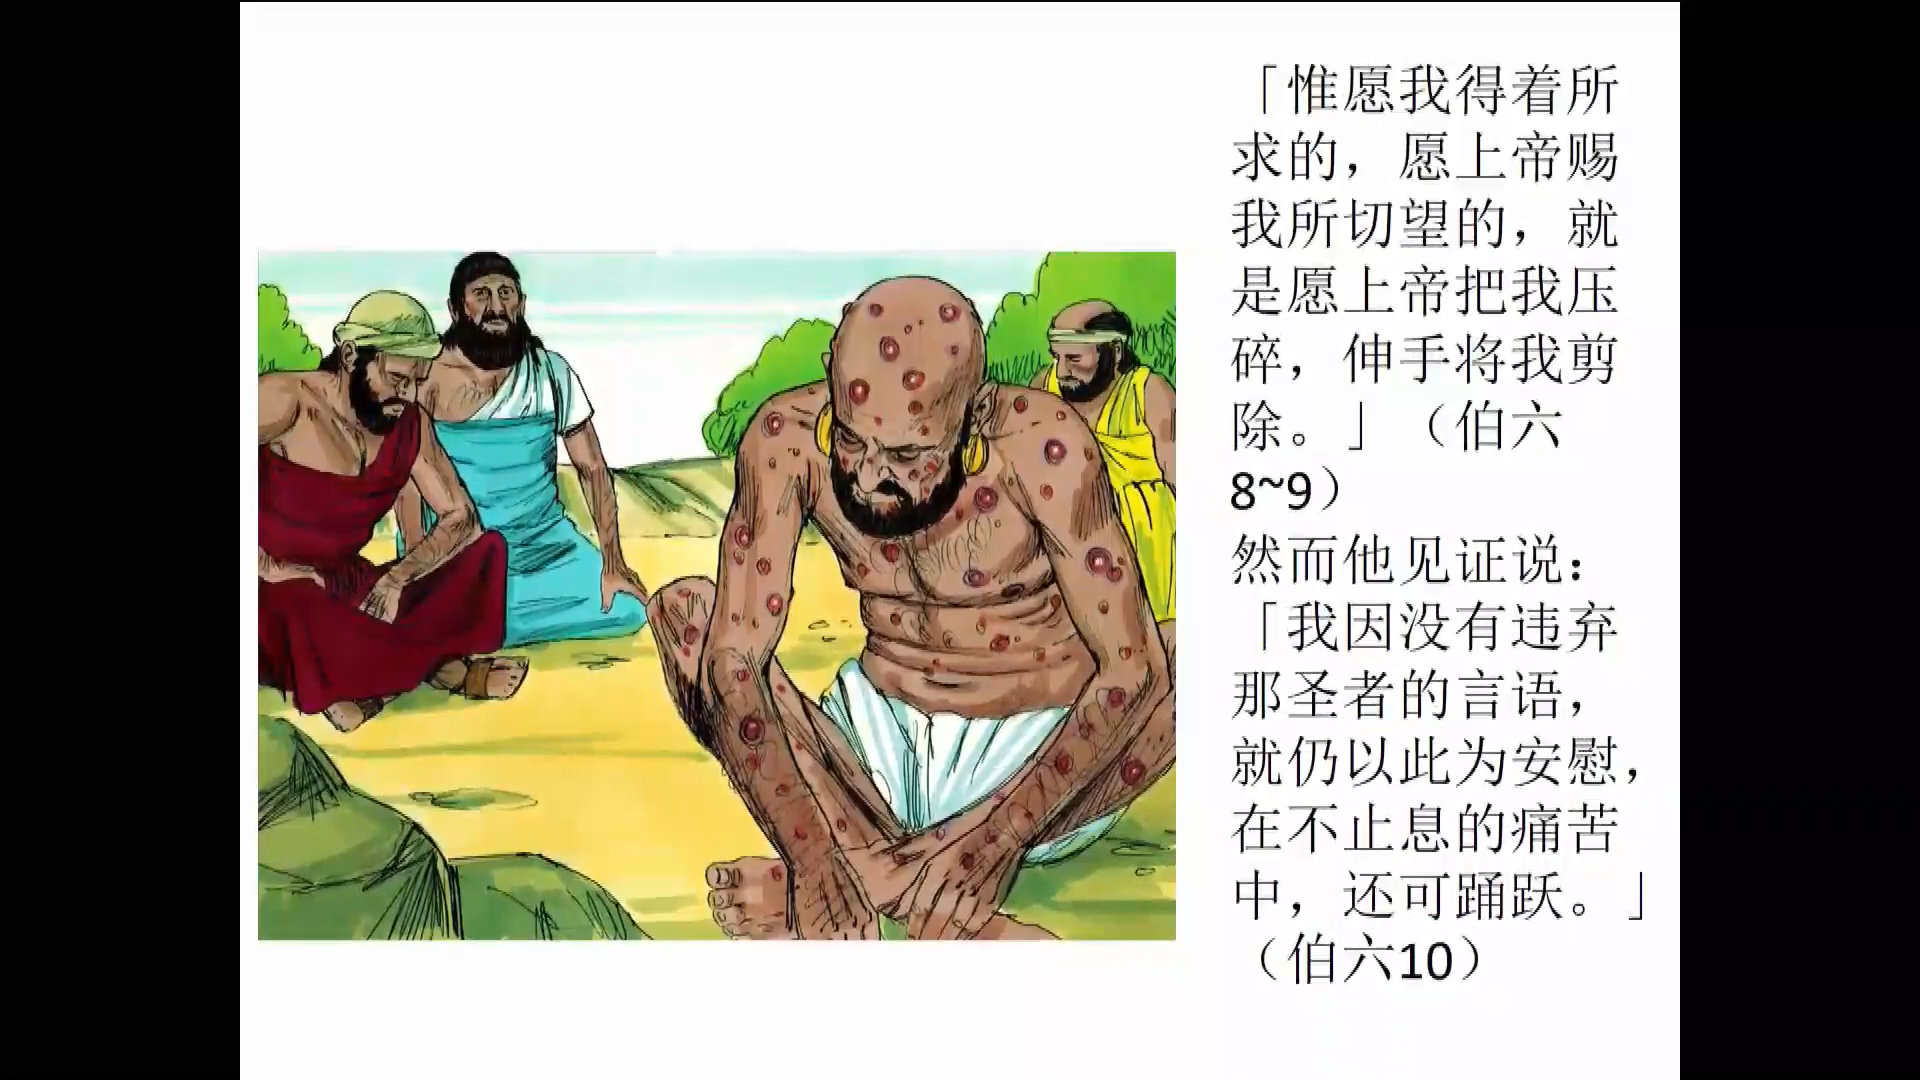 「惟愿我得着所
求的，愿上帝赐
我所切望的，就
是愿上帝把我压
碎，伸手将我剪
除。」（伯六
8~9）
然而他见证说：
「我因没有违弃
那圣者的言语，
就仍以此为安慰，
在不止息的痛苦
中，还可踊跃。」
（伯六10）